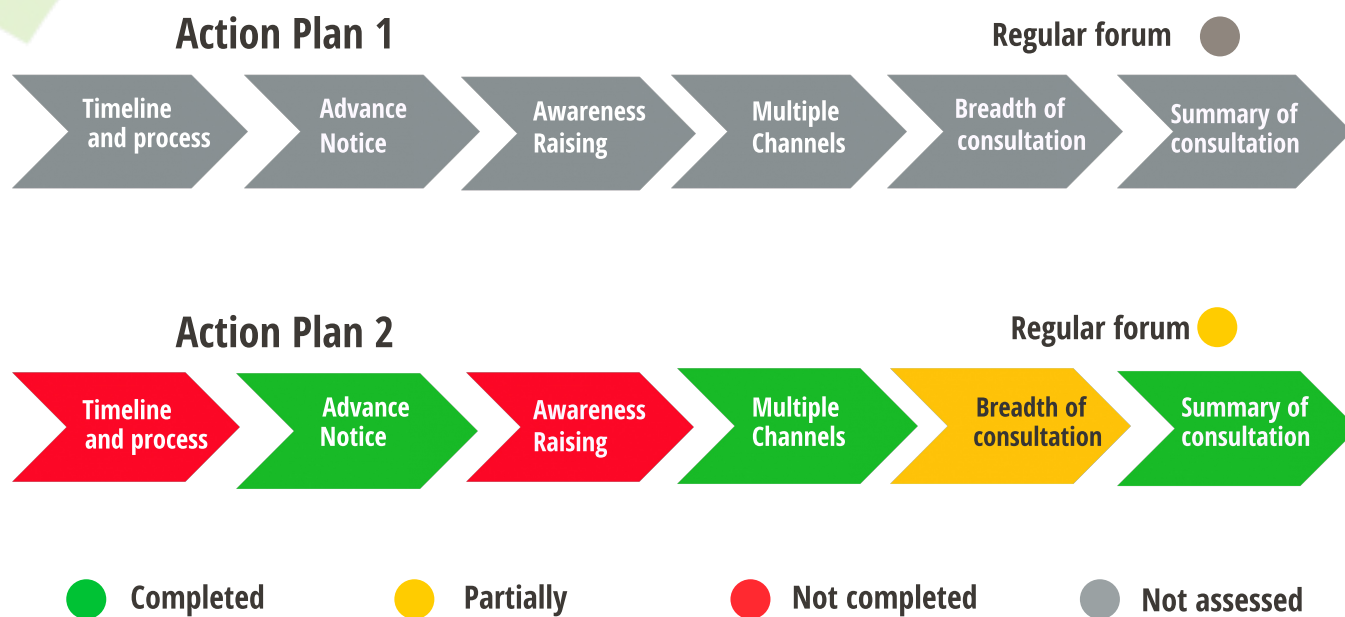 Action Plan 1
Regular forum
Timeline
and process
Advance
Notice
Awareness
Raising
Multiple
Channels
Breadth of
consultation
Summary of
consultation
Action Plan 2
Regular forum
Timeline
and process
Advance
Notice
Awareness
Raising
Multiple
Channels
Breadth of
consultation
Summary of
consultation
Completed
Partially
Not completed
Not assessed